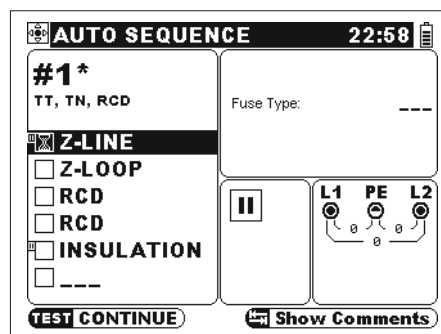 AUTO SEQUENCE 22:58
#1*
TT, TN, RCD
Z-LINE
Z-LOOP
RCD
RCD
INSULATION
---
Fuse Type: ---
L1 PE L2
0 0
0
TEST CONTINUE
Show Comments